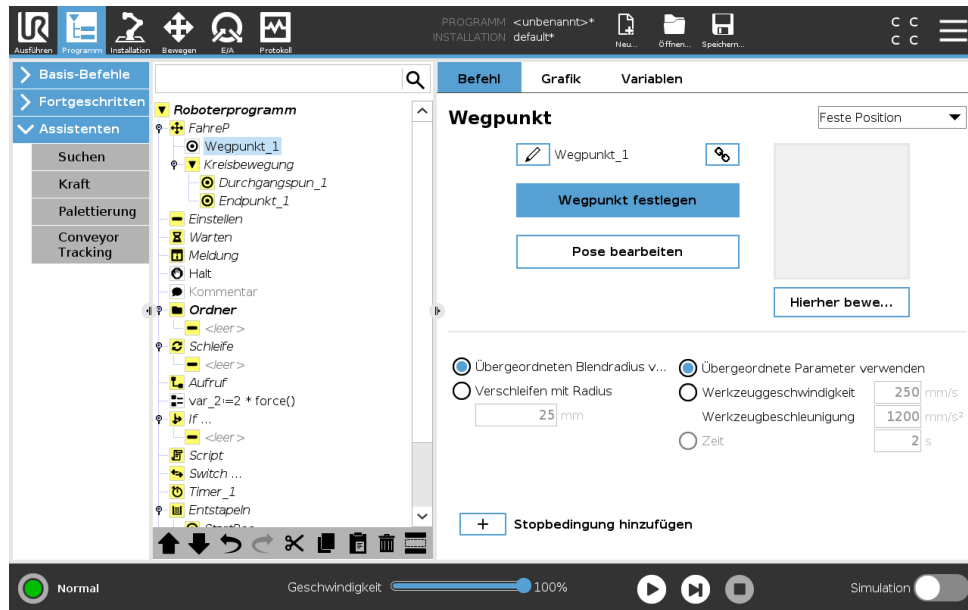 PROGRAMM <unbenannt>*
INSTALLATION default*
Ausführen Programm Installation Bewegen E/A Protokoll
Neu... Öffnen... Speichern...
C C
C C
Basis-Befehle
Fortgeschritten
Assistenten
Suchen
Kraft
Palettierung
Conveyor
Tracking
Roboterprogramm
FahreP
Wegpunkt_1
Kreisbewegung
Durchgangspun_1
Endpunkt_1
Einstellen
Warten
Meldung
Halt
Kommentar
Ordner
<leer>
Schleife
<leer>
Aufruf
var_2:=2 * force()
If ...
<leer>
Script
Switch ...
Timer_1
Entstapeln
Befehl Grafik Variablen
Wegpunkt
Feste Position
Wegpunkt_1
Wegpunkt festlegen
Pose bearbeiten
Hierher bewe...
Übergeordneten Blendradius v...
Verschleifen mit Radius
25 mm
Übergeordnete Parameter verwenden
Werkzeuggeschwindigkeit 250 mm/s
Werkzeugbeschleunigung 1200 mm/s²
Zeit 2 s
+ Stopbedingung hinzufügen
Normal
Geschwindigkeit 100%
Simulation